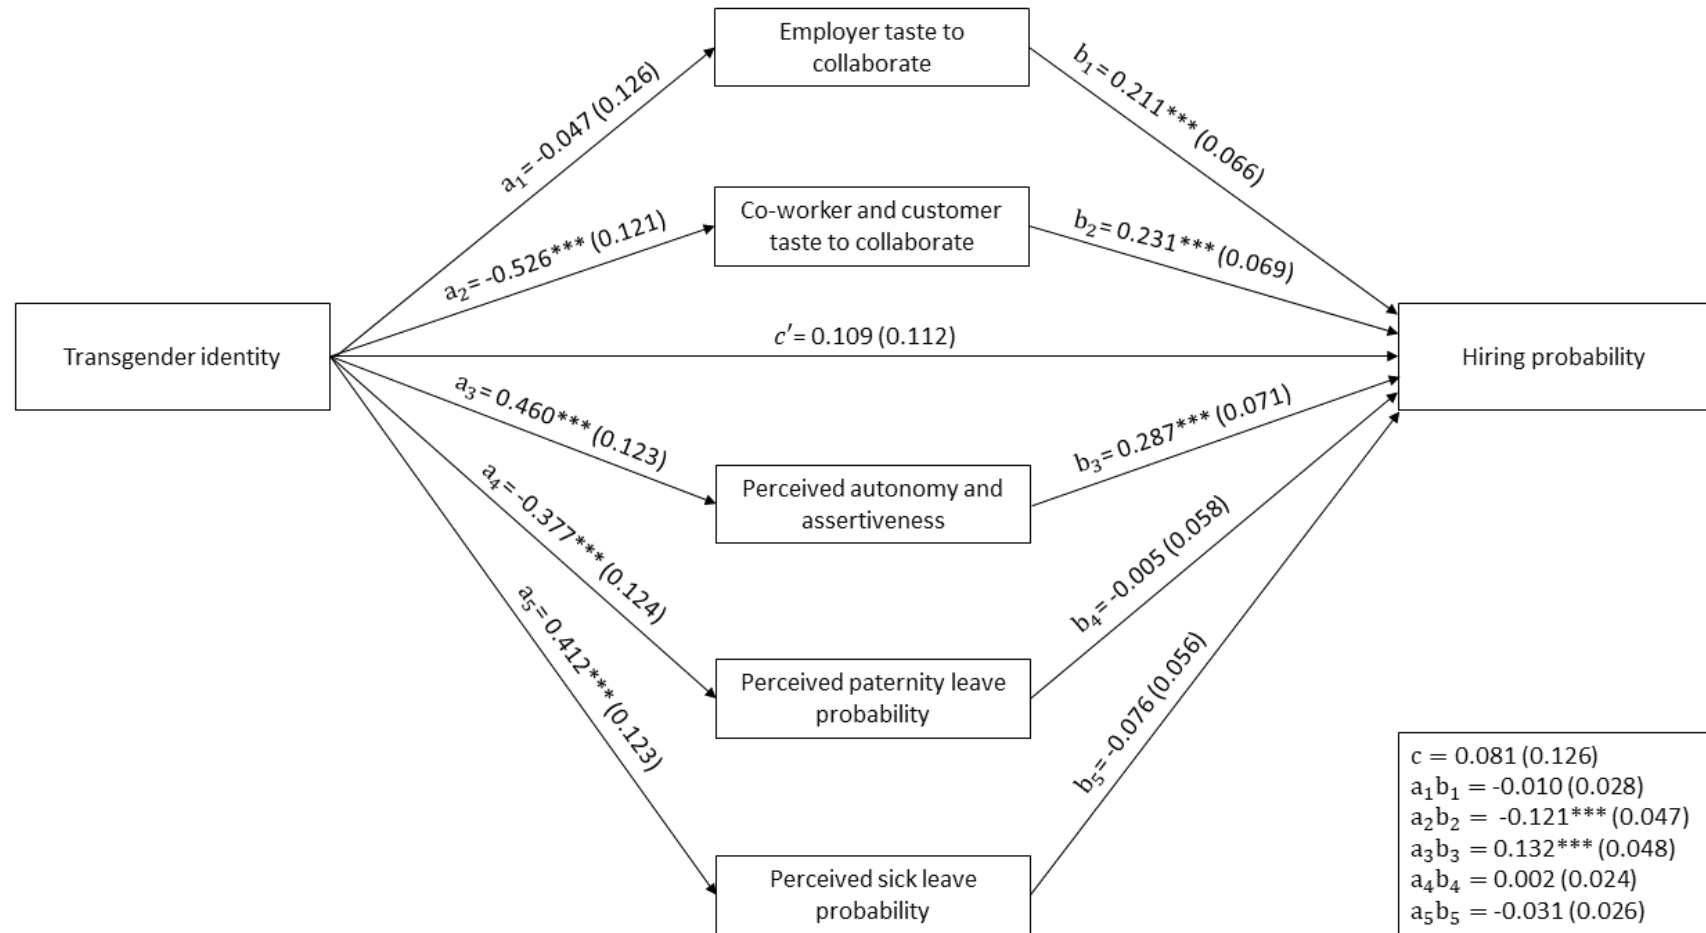 Employer taste to
collaborate
a₁= -0.047 (0.126)
b₁= 0.211*** (0.066)
Co-worker and customer
taste to collaborate
a₂= -0.526*** (0.121)
b₂= 0.231*** (0.069)
Transgender identity
c′= 0.109 (0.112)
Hiring probability
a₃= 0.460*** (0.123)
b₃= 0.287*** (0.071)
Perceived autonomy and
assertiveness
a₄= -0.377*** (0.124)
b₄= -0.005 (0.058)
Perceived paternity leave
probability
a₅= 0.412*** (0.123)
b₅= -0.076 (0.056)
Perceived sick leave
probability
c = 0.081 (0.126)
a₁b₁ = -0.010 (0.028)
a₂b₂ = -0.121*** (0.047)
a₃b₃ = 0.132*** (0.048)
a₄b₄ = 0.002 (0.024)
a₅b₅ = -0.031 (0.026)